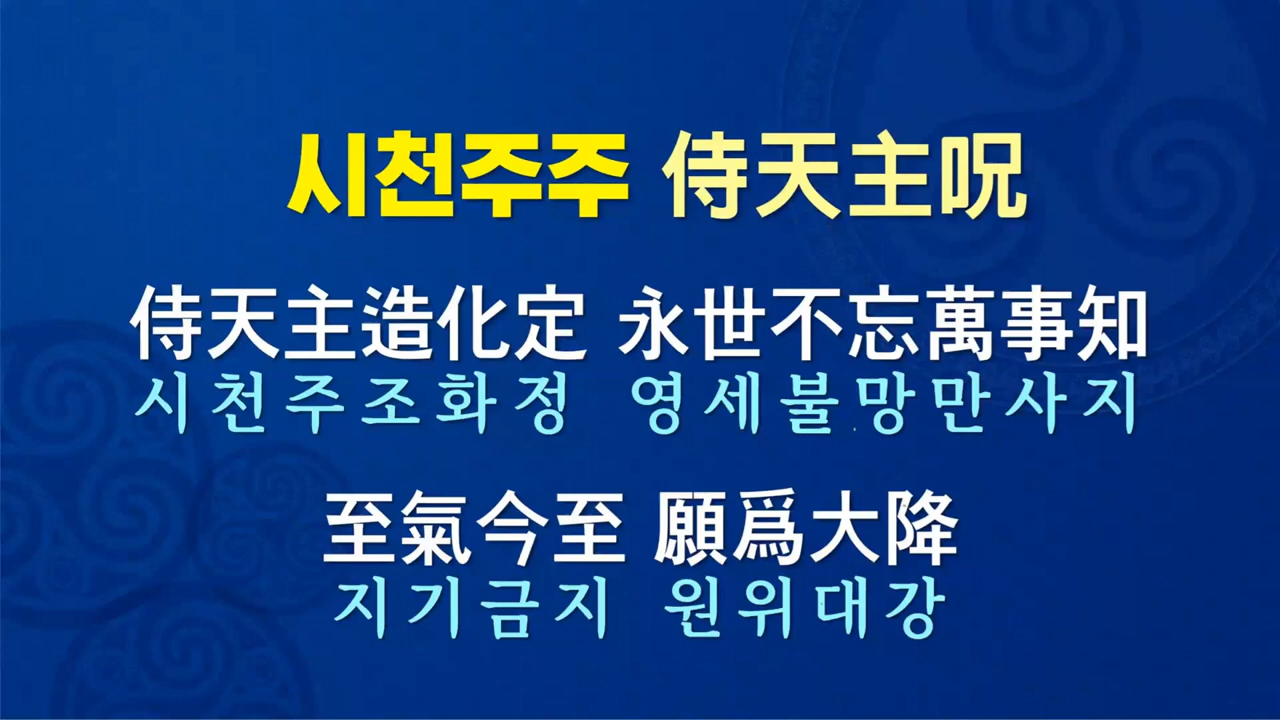 시천주주 侍天主呪
侍天主造化定 永世不忘萬事知
시천주조화정 영세불망만사지
至氣今至 願爲大降
지기금지 원위대강